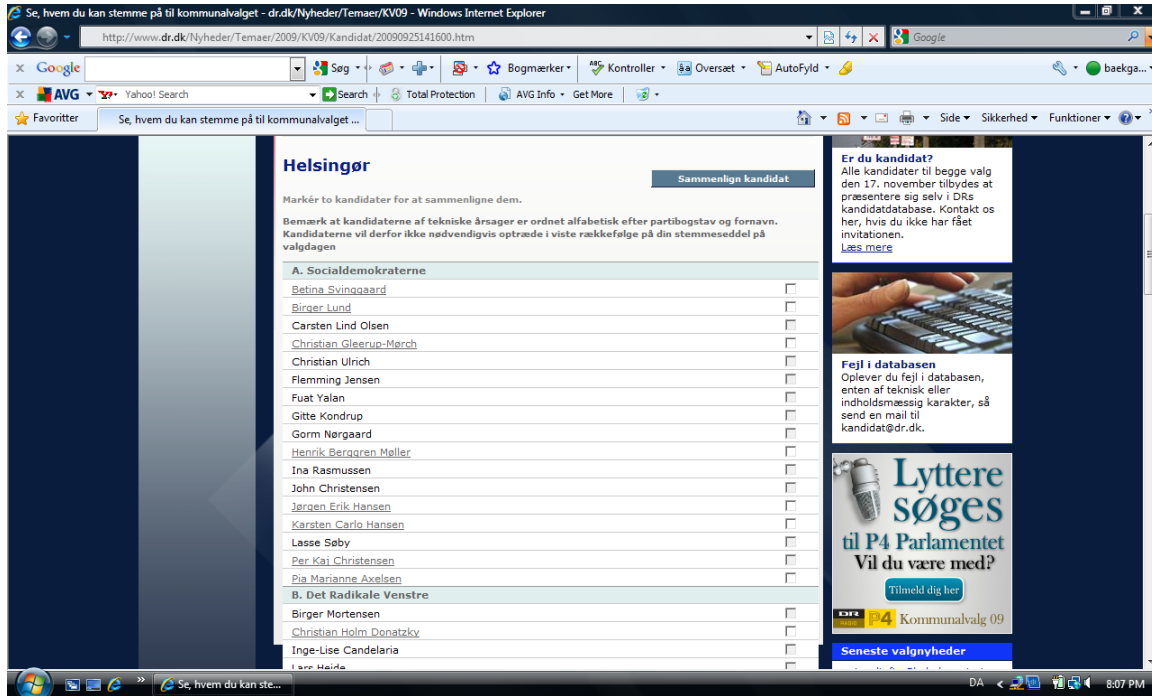 Se, hvem du kan stemme på til kommunalvalget - dr.dk/Nyheder/Temaer/KV09 - Windows Internet Explorer
http://www.dr.dk/Nyheder/Temaer/2009/KV09/Kandidat/20090925141600.htm
Google
x Google
Søg
Bogmærker
Kontroller
Oversæt
AutoFyld
baekga...
x AVG
Yahoo! Search
Search
Total Protection
AVG Info
Get More
Favoritter
Se, hvem du kan stemme på til kommunalvalget ...
Side
Sikkerhed
Funktioner
Helsingør
Sammenlign kandidat
Markér to kandidater for at sammenligne dem.
Bemærk at kandidaterne af tekniske årsager er ordnet alfabetisk efter partibogstav og fornavn.
Kandidaterne vil derfor ikke nødvendigvis optræde i viste rækkefølge på din stemmeseddel på
valgdagen
A. Socialdemokraterne
Betina Svinggaard
Birger Lund
Carsten Lind Olsen
Christian Gleerup-Mørch
Christian Ulrich
Flemming Jensen
Fuat Yalan
Gitte Kondrup
Gorm Nørgaard
Henrik Berggren Møller
Ina Rasmussen
John Christensen
Jørgen Erik Hansen
Karsten Carlo Hansen
Lasse Søby
Per Kaj Christensen
Pia Marianne Axelsen
B. Det Radikale Venstre
Birger Mortensen
Christian Holm Donatzky
Inge-Lise Candelaria
Lars Heide
Er du kandidat?
Alle kandidater til begge valg
den 17. november tilbydes at
præsentere sig selv i DRs
kandidatdatabase. Kontakt os
her, hvis du ikke har fået
invitationen.
Læs mere
Fejl i databasen
Oplever du fejl i databasen,
enten af teknisk eller
indholdsmæssig karakter, så
send en mail til
kandidat@dr.dk.
Lyttere
søges
til P4 Parlamentet
Vil du være med?
Tilmeld dig her
DR RADIO P4 Kommunalvalg 09
Seneste valgnyheder
Se, hvem du kan ste...
DA
8:07 PM